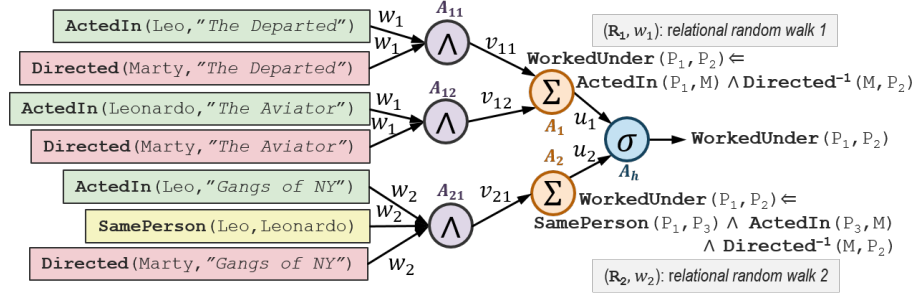 ActedIn(Leo,"The Departed")
w₁
A₁₁
∧
v₁₁
(R₁, w₁): relational random walk 1
Directed(Marty,"The Departed")
w₁
WorkedUnder(P₁,P₂) ⇐
ActedIn(P₁,M) ∧ Directed⁻¹(M,P₂)
ActedIn(Leonardo,"The Aviator")
w₁
A₁₂
∧
v₁₂
Σ
A₁
u₁
Directed(Marty,"The Aviator")
w₁
σ
A_h
WorkedUnder(P₁,P₂)
ActedIn(Leo,"Gangs of NY")
w₂
A₂₁
∧
v₂₁
A₂
Σ
u₂
SamePerson(Leo,Leonardo)
w₂
WorkedUnder(P₁,P₂) ⇐
SamePerson(P₁,P₃) ∧ ActedIn(P₃,M)
∧ Directed⁻¹(M,P₂)
Directed(Marty,"Gangs of NY")
w₂
(R₂, w₂): relational random walk 2